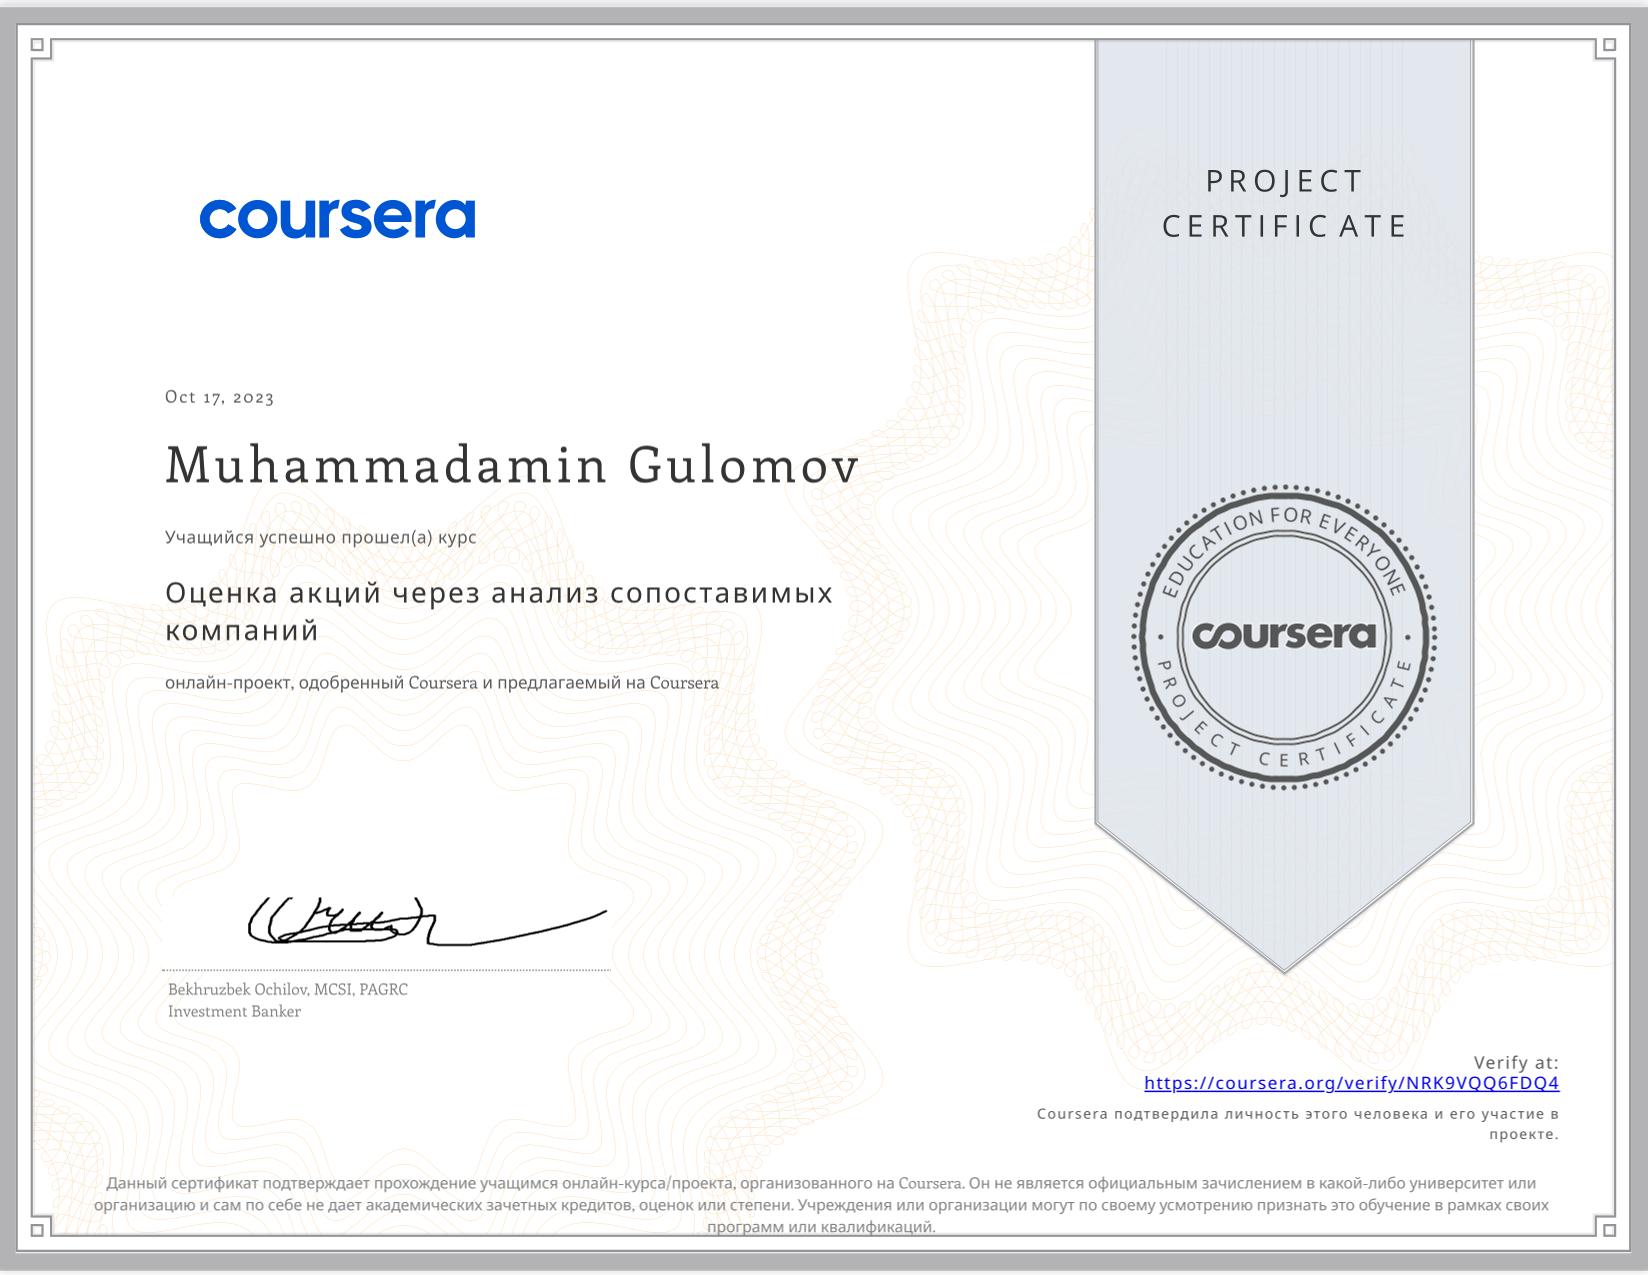 coursera
PROJECT
CERTIFICATE
Oct 17, 2023
Muhammadamin Gulomov
Учащийся успешно прошел(а) курс
Оценка акций через анализ сопоставимых
компаний
онлайн-проект, одобренный Coursera и предлагаемый на Coursera
EDUCATION FOR EVERYONE
coursera
PROJECT CERTIFICATE
Bekhruzbek Ochilov, MCSI, PAGRC
Investment Banker
Verify at:
https://coursera.org/verify/NRK9VQQ6FDQ4
Coursera подтвердила личность этого человека и его участие в
проекте.
Данный сертификат подтверждает прохождение учащимся онлайн-курса/проекта, организованного на Coursera. Он не является официальным зачислением в какой-либо университет или
организацию и сам по себе не дает академических зачетных кредитов, оценок или степени. Учреждения или организации могут по своему усмотрению признать это обучение в рамках своих
программ или квалификаций.